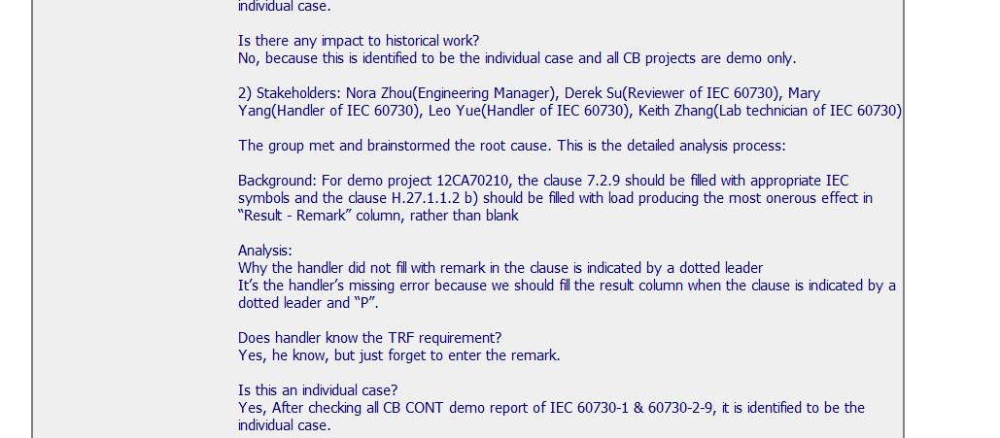 individual case.
Is there any impact to historical work?
No, because this is identified to be the individual case and all CB projects are demo only.
2) Stakeholders: Nora Zhou(Engineering Manager), Derek Su(Reviewer of IEC 60730), Mary
Yang(Handler of IEC 60730), Leo Yue(Handler of IEC 60730), Keith Zhang(Lab technician of IEC 60730)
The group met and brainstormed the root cause. This is the detailed analysis process:
Background: For demo project 12CA70210, the clause 7.2.9 should be filled with appropriate IEC
symbols and the clause H.27.1.1.2 b) should be filled with load producing the most onerous effect in
“Result - Remark” column, rather than blank
Analysis:
Why the handler did not fill with remark in the clause is indicated by a dotted leader
It’s the handler’s missing error because we should fill the result column when the clause is indicated by a
dotted leader and “P”.
Does handler know the TRF requirement?
Yes, he know, but just forget to enter the remark.
Is this an individual case?
Yes, After checking all CB CONT demo report of IEC 60730-1 & 60730-2-9, it is identified to be the
individual case.